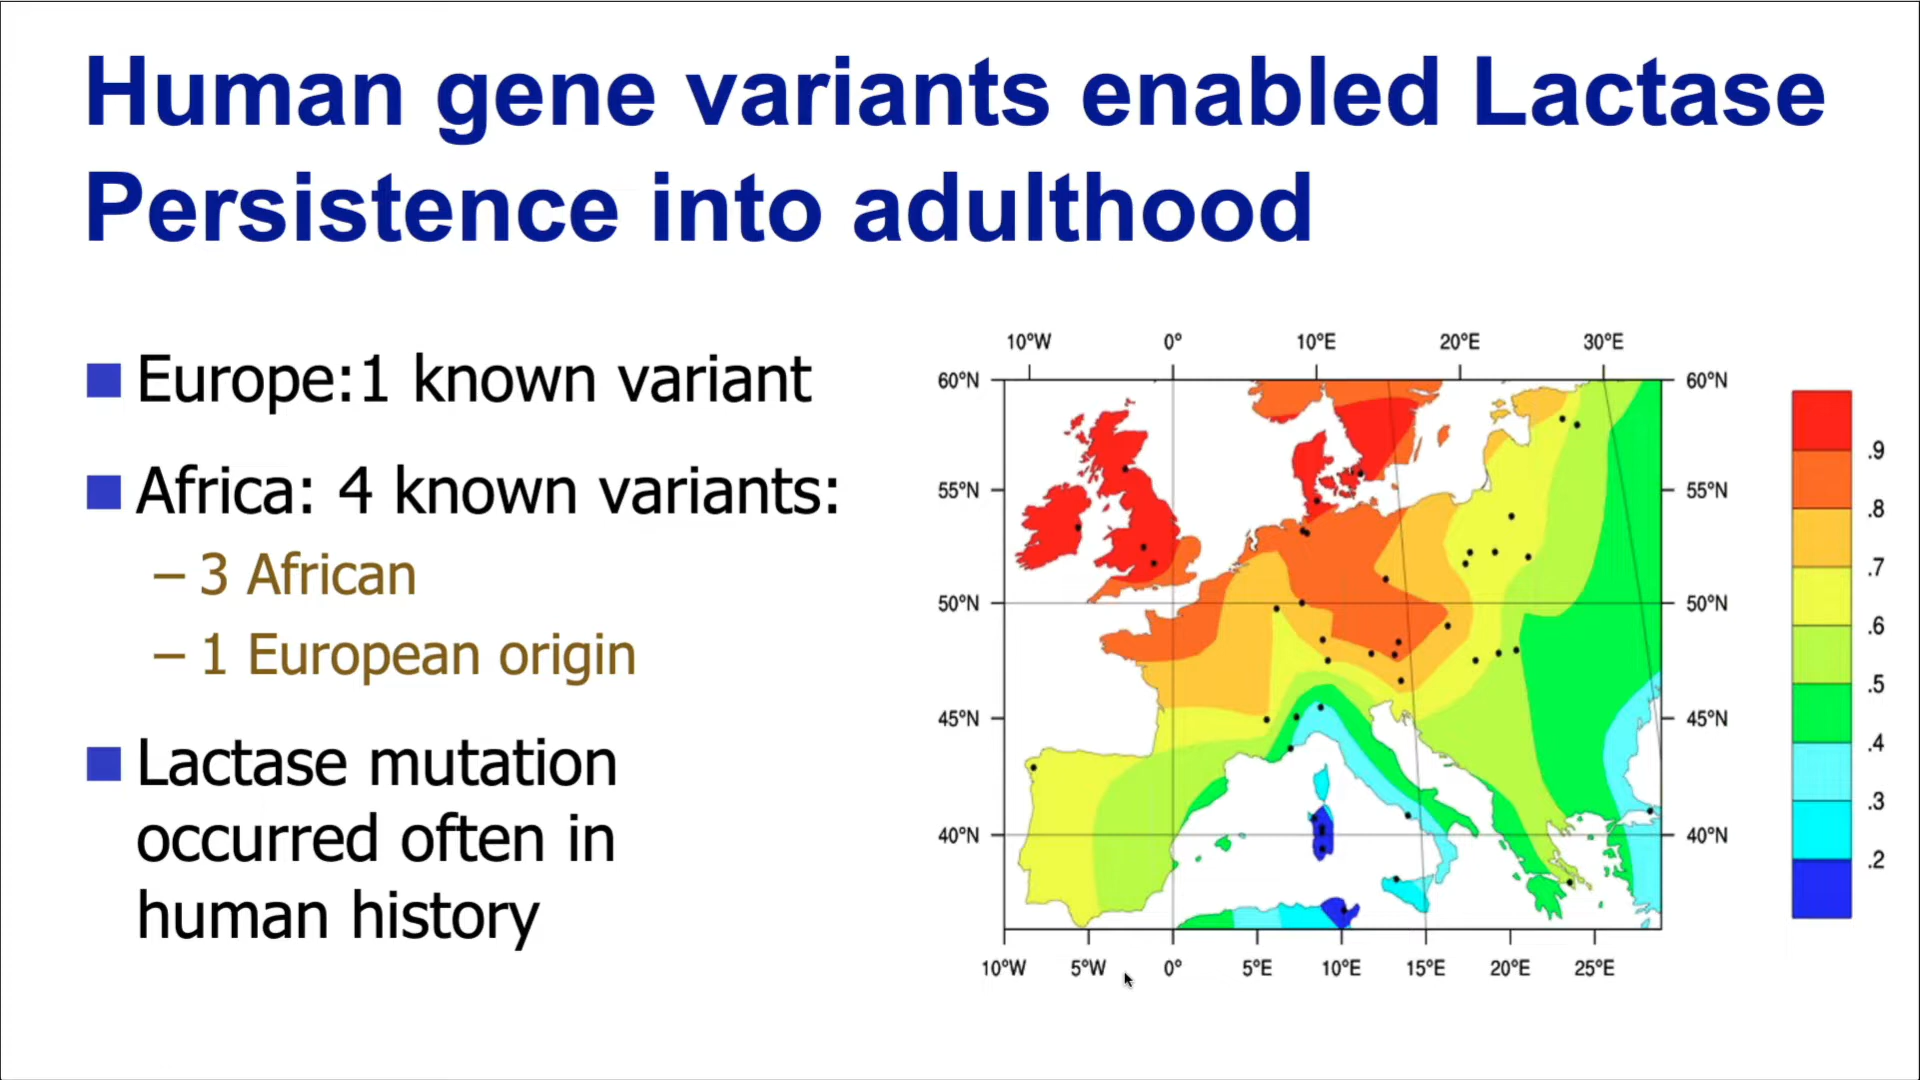 Human gene variants enabled Lactase
Persistence into adulthood
■ Europe:1 known variant
■ Africa: 4 known variants:
– 3 African
– 1 European origin
■ Lactase mutation
occurred often in
human history
10°W 0° 10°E 20°E 30°E
60°N 60°N
55°N 55°N
50°N 50°N
45°N 45°N
40°N 40°N
10°W 5°W 0° 5°E 10°E 15°E 20°E 25°E
.9
.8
.7
.6
.5
.4
.3
.2